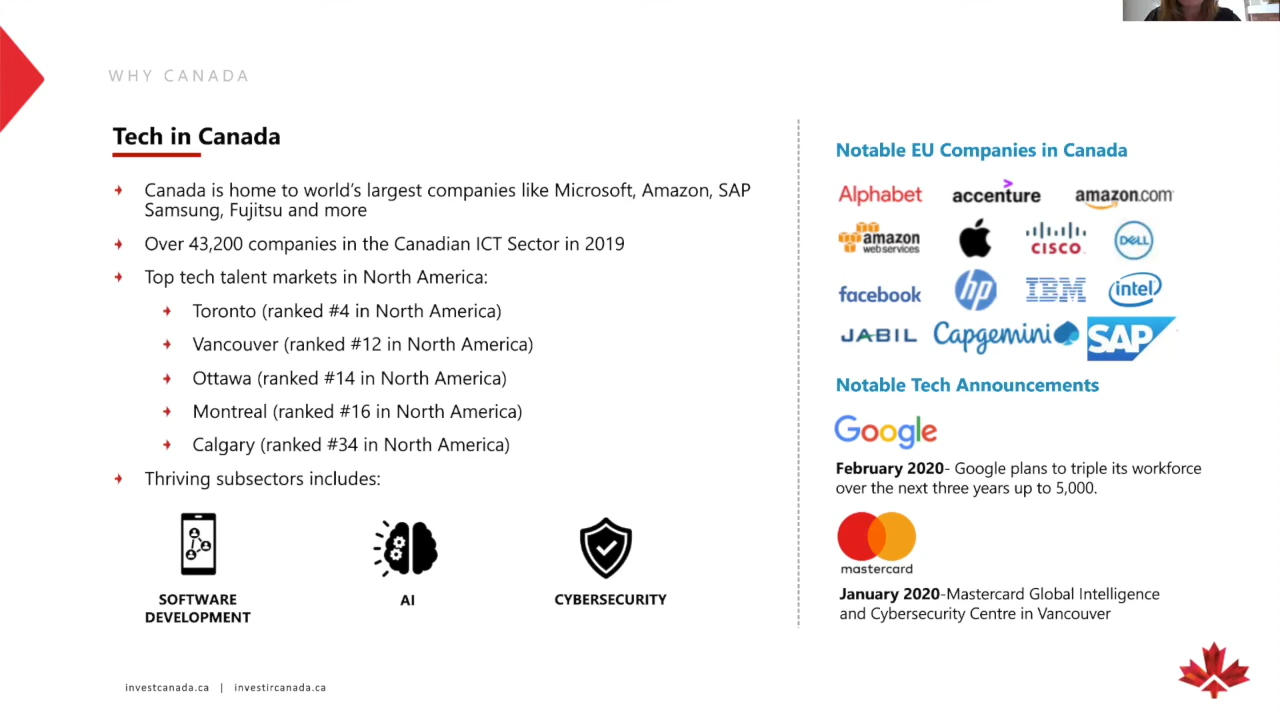 WHY CANADA
Tech in Canada
Canada is home to world's largest companies like Microsoft, Amazon, SAP
Samsung, Fujitsu and more
Over 43,200 companies in the Canadian ICT Sector in 2019
Top tech talent markets in North America:
Toronto (ranked #4 in North America)
Vancouver (ranked #12 in North America)
Ottawa (ranked #14 in North America)
Montreal (ranked #16 in North America)
Calgary (ranked #34 in North America)
Thriving subsectors includes:
SOFTWARE
DEVELOPMENT
AI
CYBERSECURITY
Notable EU Companies in Canada
Alphabet accenture amazon.com
amazon webservices CISCO DELL
facebook hp IBM intel
JABIL Capgemini SAP
Notable Tech Announcements
Google
February 2020- Google plans to triple its workforce
over the next three years up to 5,000.
mastercard
January 2020-Mastercard Global Intelligence
and Cybersecurity Centre in Vancouver
investcanada.ca | investircanada.ca